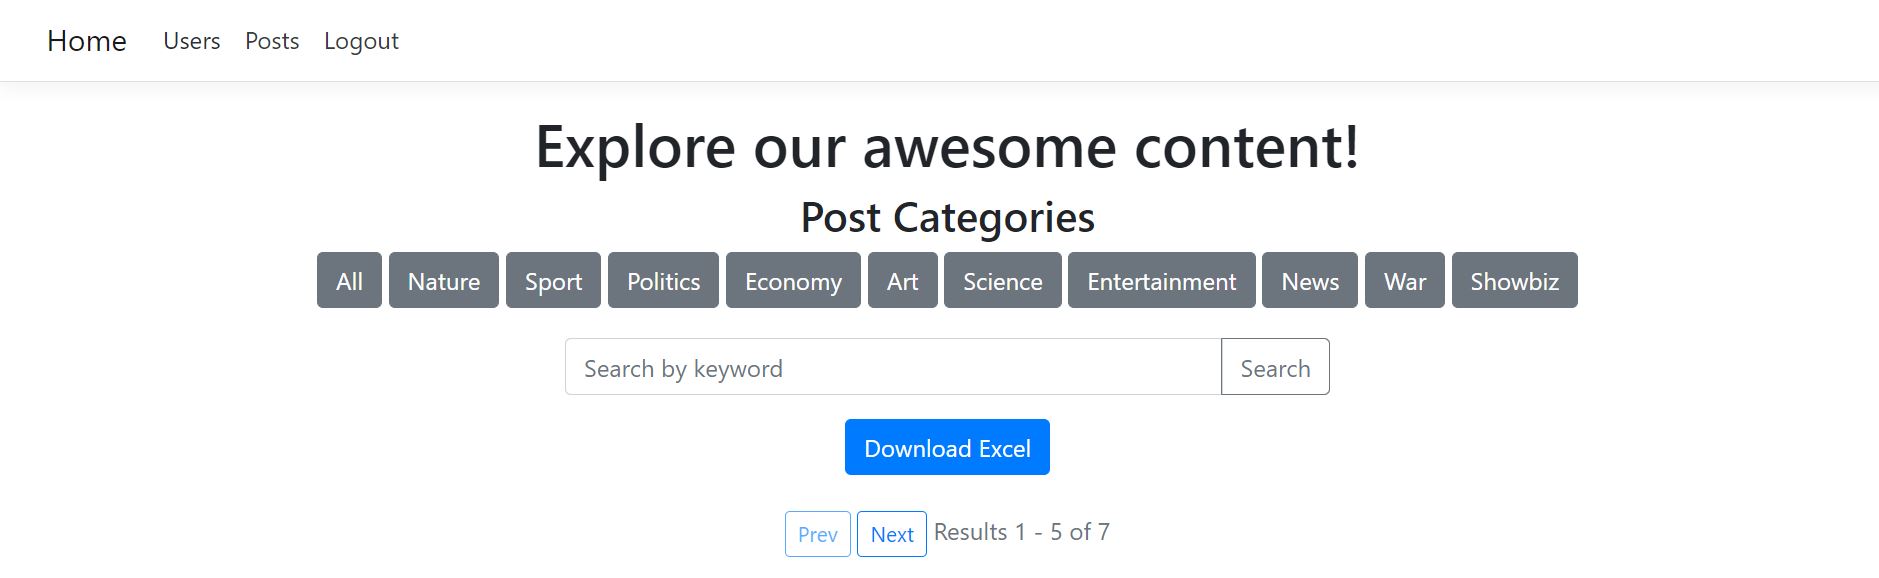 Home Users Posts Logout
Explore our awesome content!
Post Categories
All Nature Sport Politics Economy Art Science Entertainment News War Showbiz
Search by keyword Search
Download Excel
Prev Next Results 1 - 5 of 7